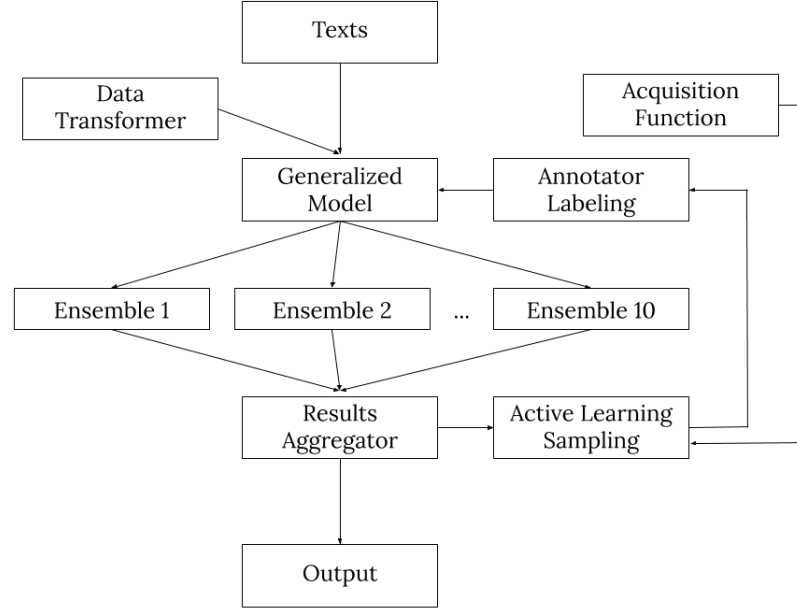 Texts
Data
Transformer
Acquisition
Function
Generalized
Model
Annotator
Labeling
Ensemble 1
Ensemble 2
...
Ensemble 10
Results
Aggregator
Active Learning
Sampling
Output